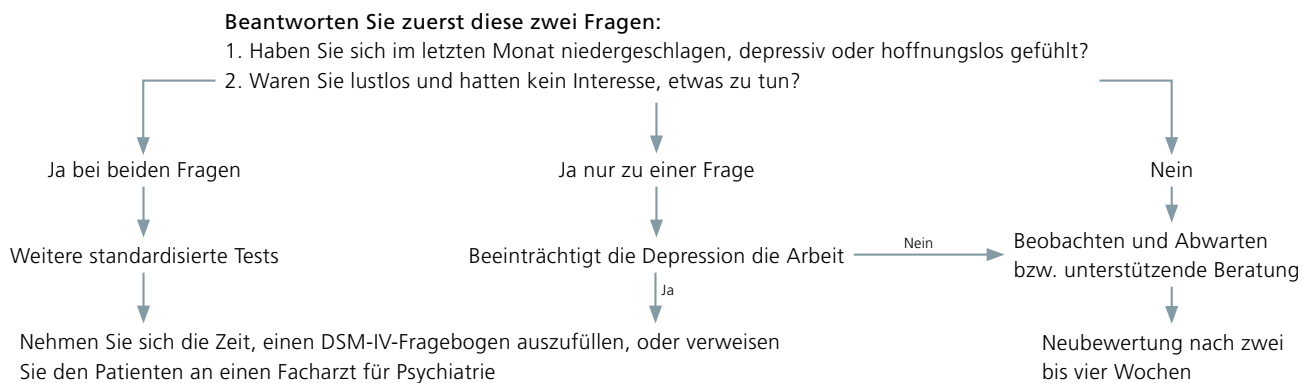 Beantworten Sie zuerst diese zwei Fragen:
1. Haben Sie sich im letzten Monat niedergeschlagen, depressiv oder hoffnungslos gefühlt?
2. Waren Sie lustlos und hatten kein Interesse, etwas zu tun?
Ja bei beiden Fragen
Ja nur zu einer Frage
Nein
Weitere standardisierte Tests
Beeinträchtigt die Depression die Arbeit
Nein
Beobachten und Abwarten
bzw. unterstützende Beratung
Ja
Nehmen Sie sich die Zeit, einen DSM-IV-Fragebogen auszufüllen, oder verweisen
Sie den Patienten an einen Facharzt für Psychiatrie
Neubewertung nach zwei
bis vier Wochen